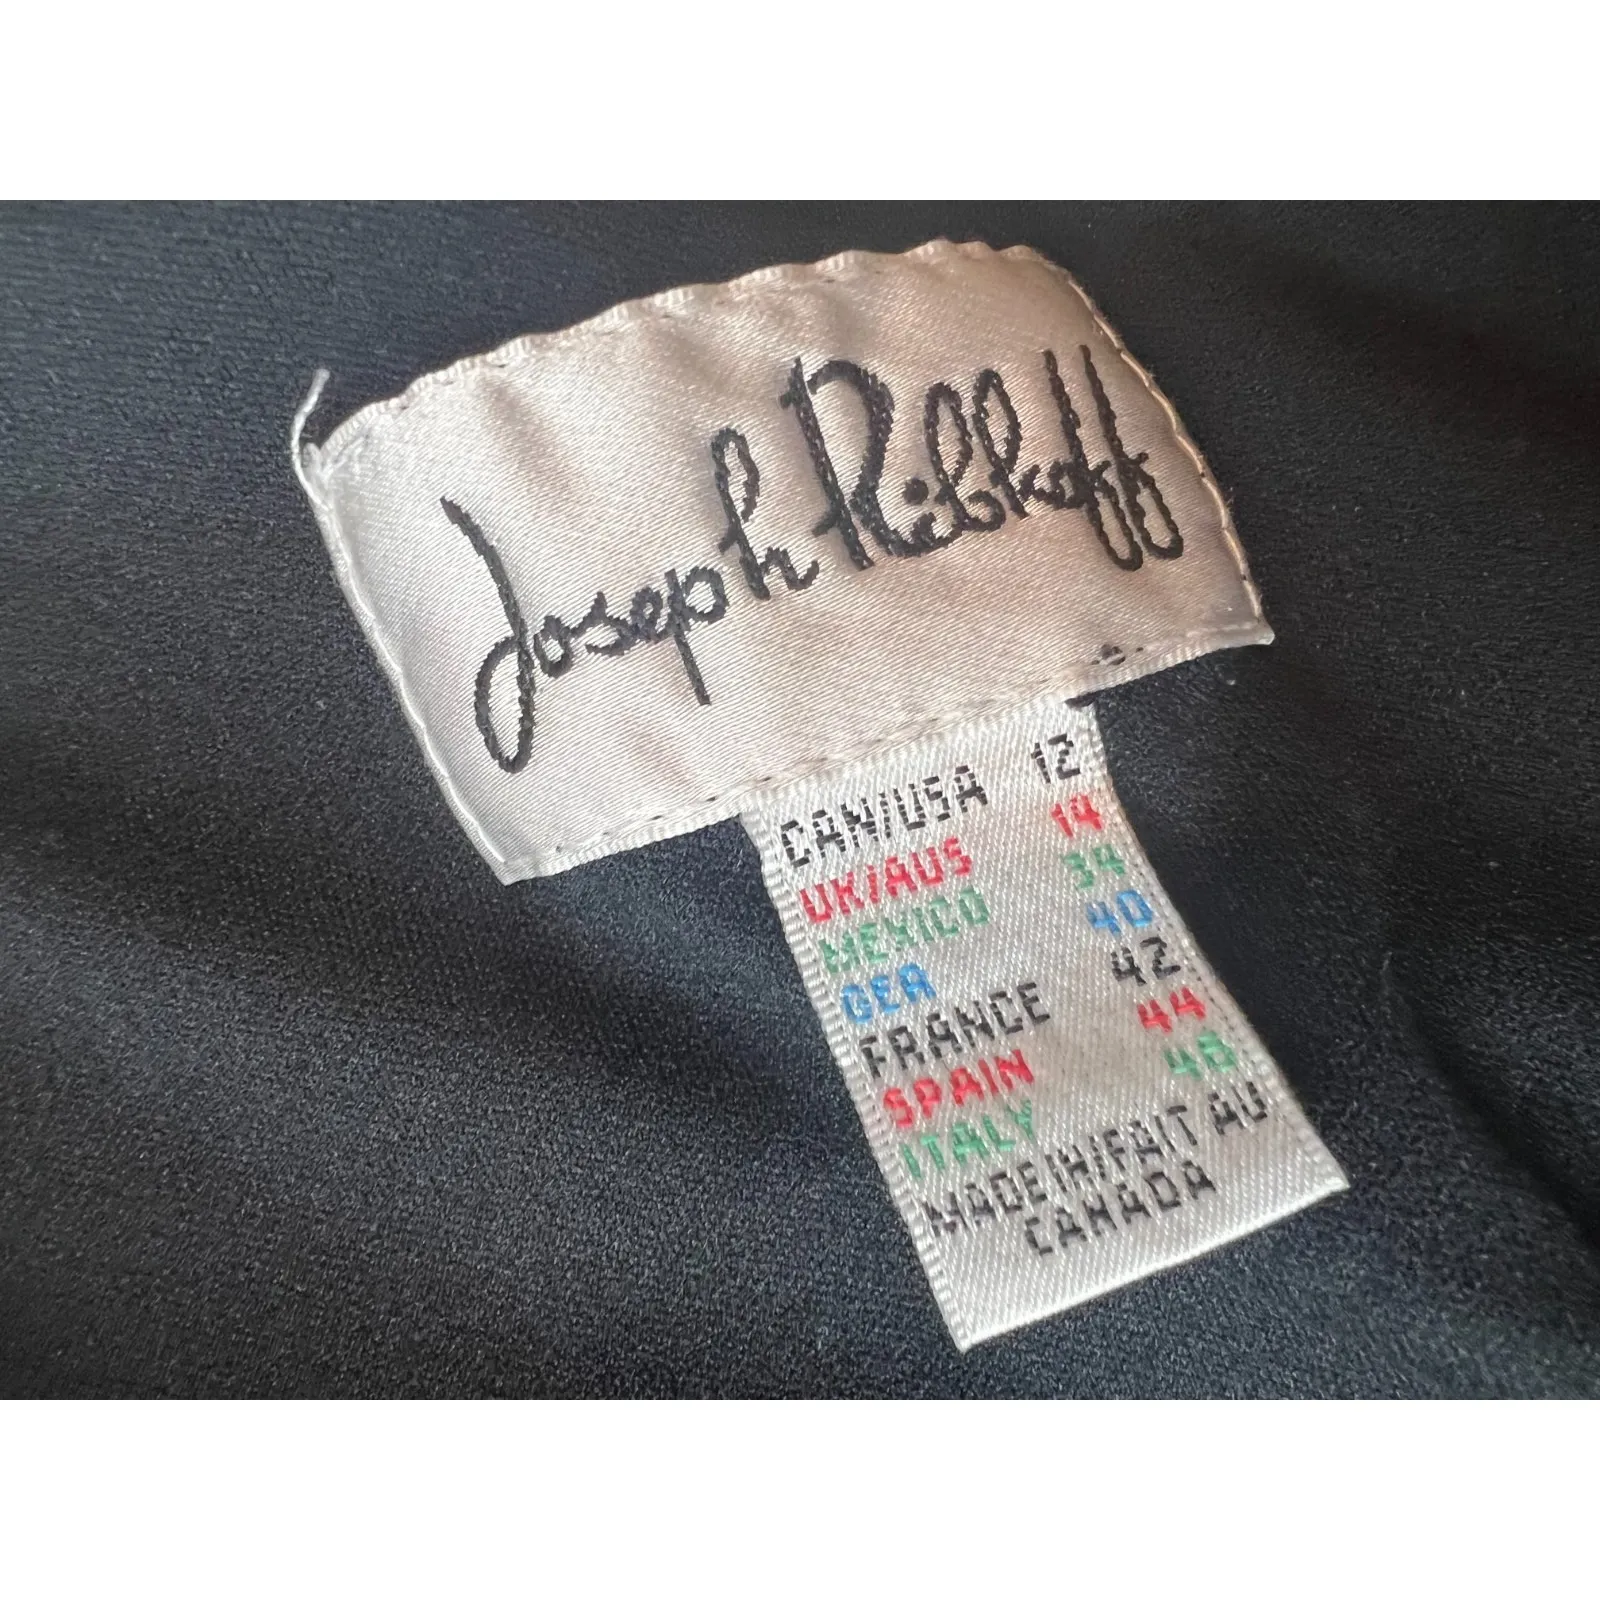 Joseph Ribkoff
CAN/USA 12
UK/AUS 14
MEXICO 34
GER 40
FRANCE 42
SPAIN 44
ITALY 46
MADE IN/FAIT AU
CANADA